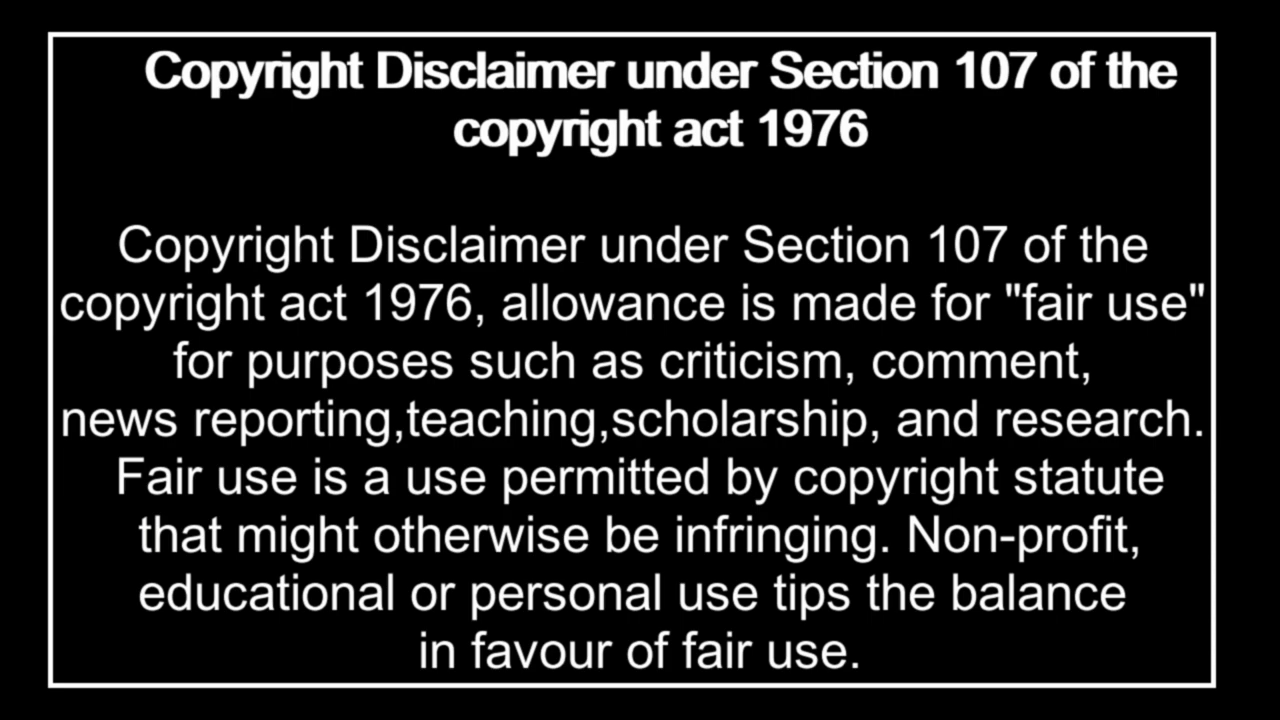 Copyright Disclaimer under Section 107 of the
copyright act 1976
Copyright Disclaimer under Section 107 of the
copyright act 1976, allowance is made for "fair use"
for purposes such as criticism, comment,
news reporting,teaching,scholarship, and research.
Fair use is a use permitted by copyright statute
that might otherwise be infringing. Non-profit,
educational or personal use tips the balance
in favour of fair use.